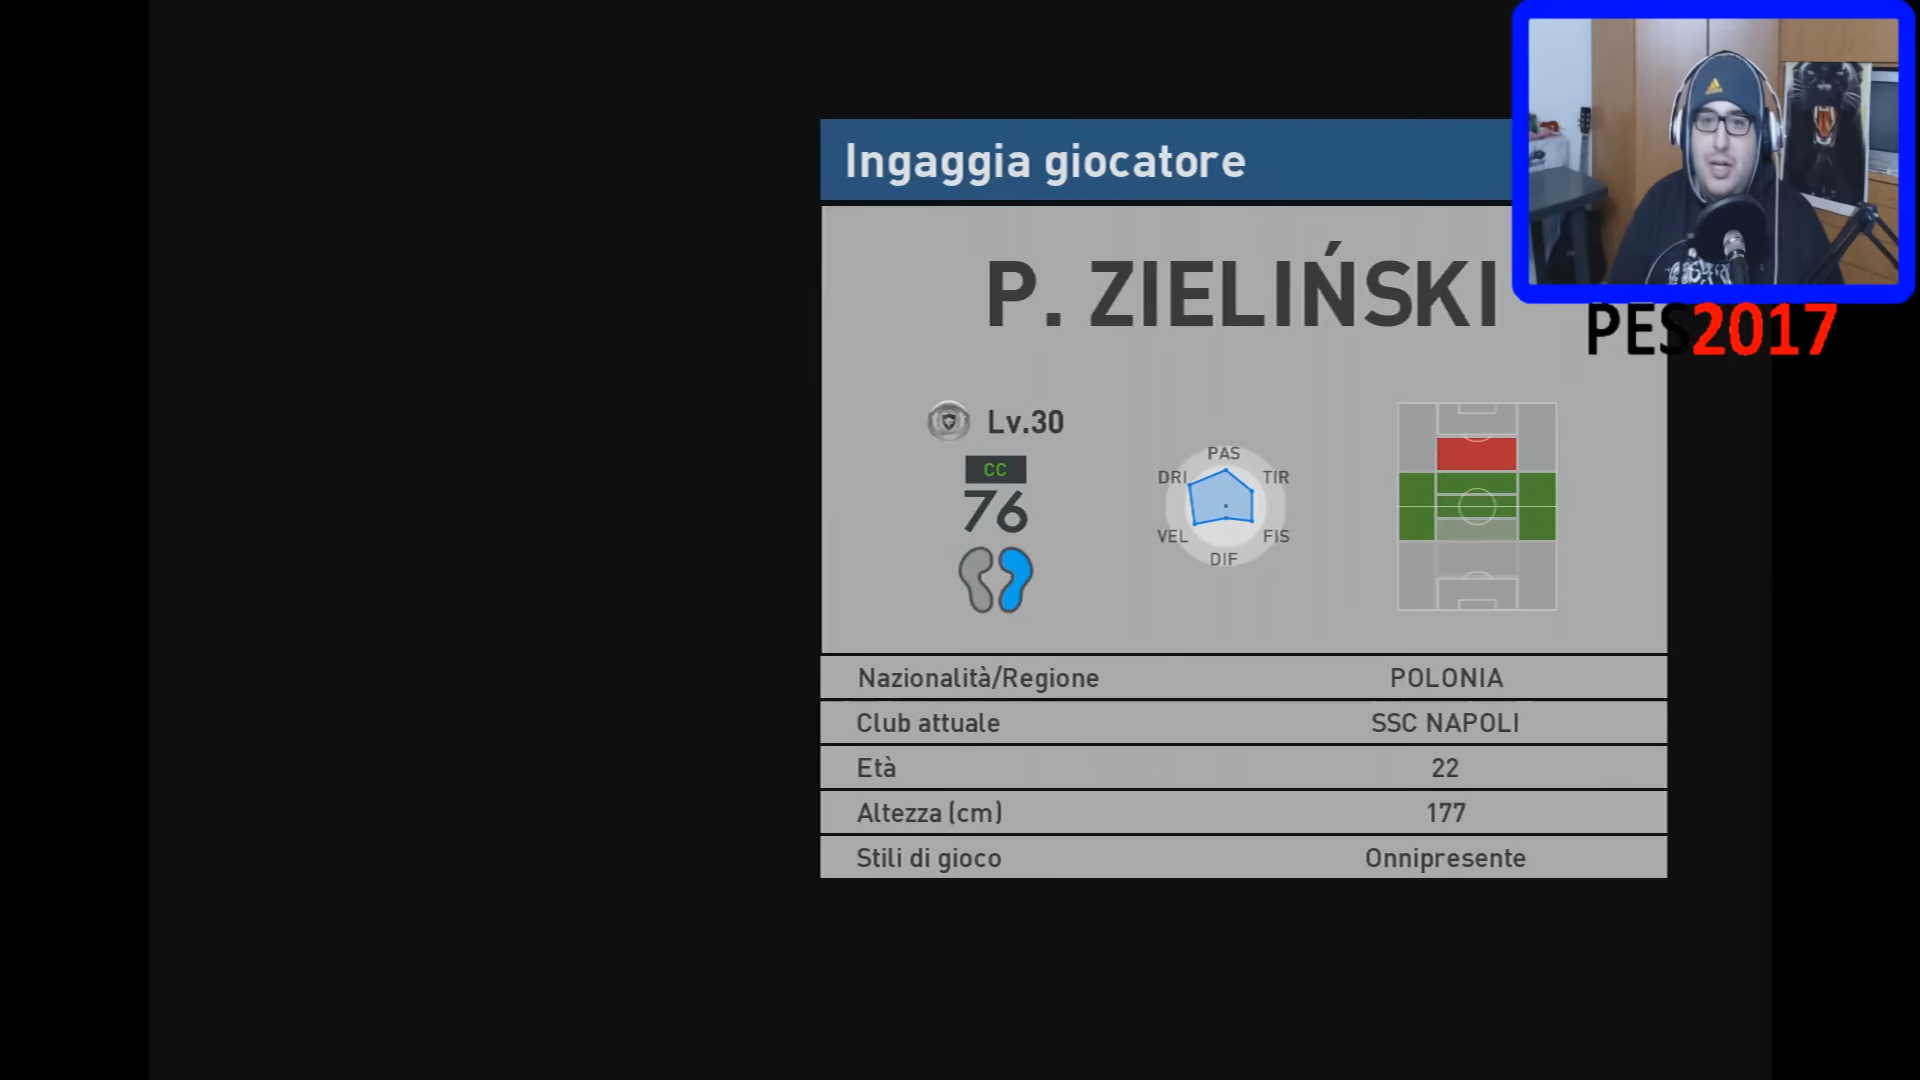 Ingaggia giocatore
P. ZIELIŃSKI
PES2017
Lv.30
CC
76
PAS
DRI
TIR
VEL
FIS
DIF
Nazionalità/Regione POLONIA
Club attuale SSC NAPOLI
Età 22
Altezza (cm) 177
Stili di gioco Onnipresente